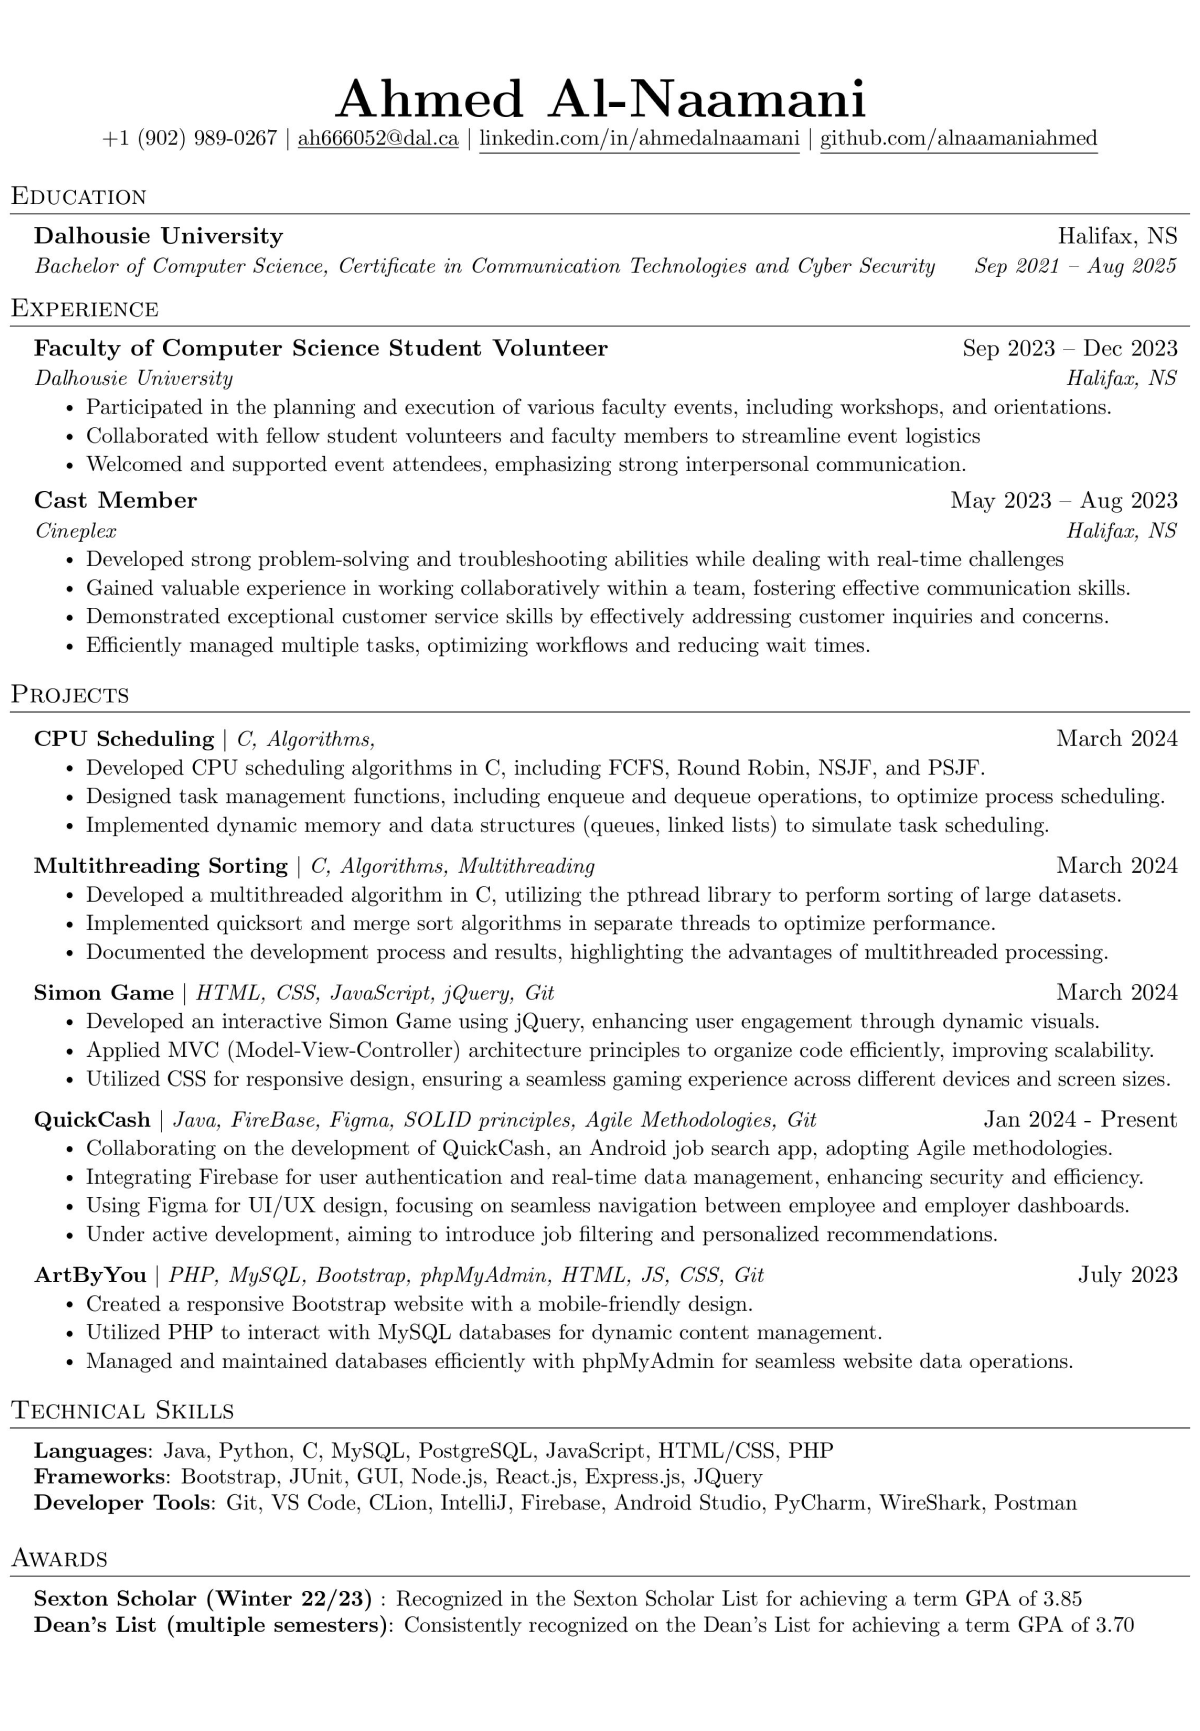 Ahmed Al-Naamani
+1 (902) 989-0267 | ah666052@dal.ca | linkedin.com/in/ahmedalnaamani | github.com/alnaamaniahmed
Education
Dalhousie University Halifax, NS
Bachelor of Computer Science, Certificate in Communication Technologies and Cyber Security Sep 2021 – Aug 2025
Experience
Faculty of Computer Science Student Volunteer Sep 2023 – Dec 2023
Dalhousie University Halifax, NS
• Participated in the planning and execution of various faculty events, including workshops, and orientations.
• Collaborated with fellow student volunteers and faculty members to streamline event logistics
• Welcomed and supported event attendees, emphasizing strong interpersonal communication.
Cast Member May 2023 – Aug 2023
Cineplex Halifax, NS
• Developed strong problem-solving and troubleshooting abilities while dealing with real-time challenges
• Gained valuable experience in working collaboratively within a team, fostering effective communication skills.
• Demonstrated exceptional customer service skills by effectively addressing customer inquiries and concerns.
• Efficiently managed multiple tasks, optimizing workflows and reducing wait times.
Projects
CPU Scheduling | C, Algorithms, March 2024
• Developed CPU scheduling algorithms in C, including FCFS, Round Robin, NSJF, and PSJF.
• Designed task management functions, including enqueue and dequeue operations, to optimize process scheduling.
• Implemented dynamic memory and data structures (queues, linked lists) to simulate task scheduling.
Multithreading Sorting | C, Algorithms, Multithreading March 2024
• Developed a multithreaded algorithm in C, utilizing the pthread library to perform sorting of large datasets.
• Implemented quicksort and merge sort algorithms in separate threads to optimize performance.
• Documented the development process and results, highlighting the advantages of multithreaded processing.
Simon Game | HTML, CSS, JavaScript, jQuery, Git March 2024
• Developed an interactive Simon Game using jQuery, enhancing user engagement through dynamic visuals.
• Applied MVC (Model-View-Controller) architecture principles to organize code efficiently, improving scalability.
• Utilized CSS for responsive design, ensuring a seamless gaming experience across different devices and screen sizes.
QuickCash | Java, FireBase, Figma, SOLID principles, Agile Methodologies, Git Jan 2024 - Present
• Collaborating on the development of QuickCash, an Android job search app, adopting Agile methodologies.
• Integrating Firebase for user authentication and real-time data management, enhancing security and efficiency.
• Using Figma for UI/UX design, focusing on seamless navigation between employee and employer dashboards.
• Under active development, aiming to introduce job filtering and personalized recommendations.
ArtByYou | PHP, MySQL, Bootstrap, phpMyAdmin, HTML, JS, CSS, Git July 2023
• Created a responsive Bootstrap website with a mobile-friendly design.
• Utilized PHP to interact with MySQL databases for dynamic content management.
• Managed and maintained databases efficiently with phpMyAdmin for seamless website data operations.
Technical Skills
Languages: Java, Python, C, MySQL, PostgreSQL, JavaScript, HTML/CSS, PHP
Frameworks: Bootstrap, JUnit, GUI, Node.js, React.js, Express.js, JQuery
Developer Tools: Git, VS Code, CLion, IntelliJ, Firebase, Android Studio, PyCharm, WireShark, Postman
Awards
Sexton Scholar (Winter 22/23) : Recognized in the Sexton Scholar List for achieving a term GPA of 3.85
Dean's List (multiple semesters): Consistently recognized on the Dean's List for achieving a term GPA of 3.70